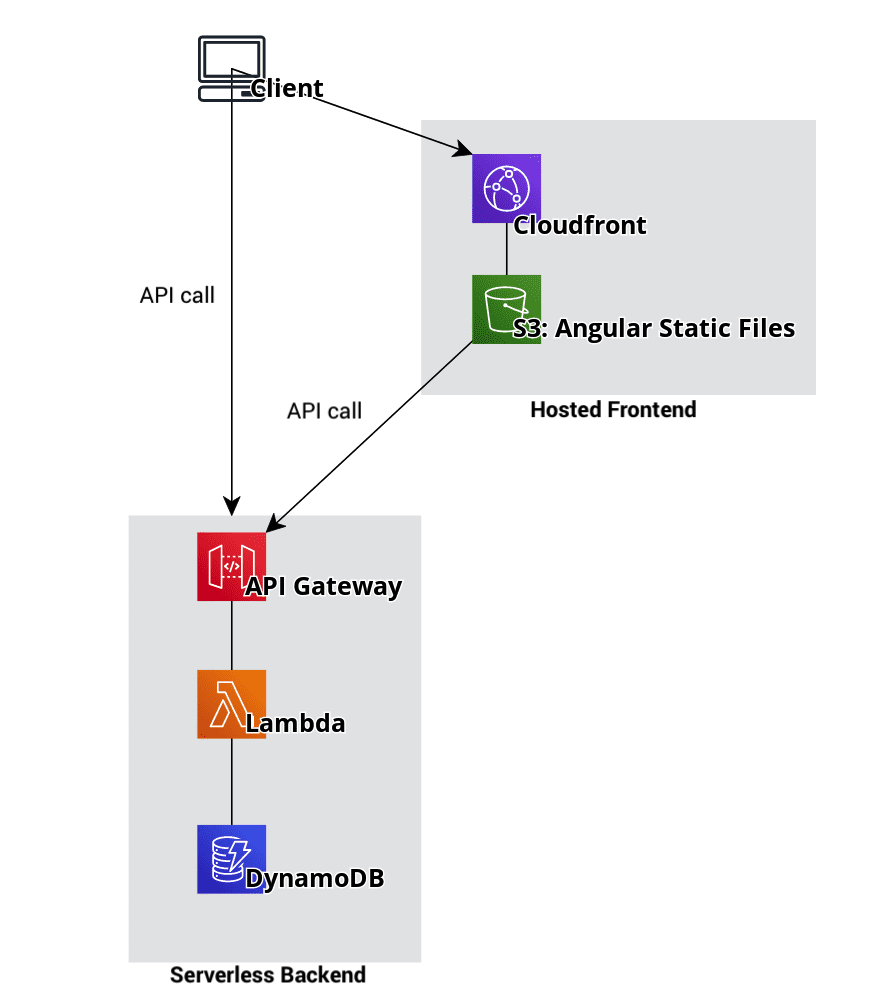 Client
Cloudfront
API call
S3: Angular Static Files
API call
Hosted Frontend
API Gateway
Lambda
DynamoDB
Serverless Backend